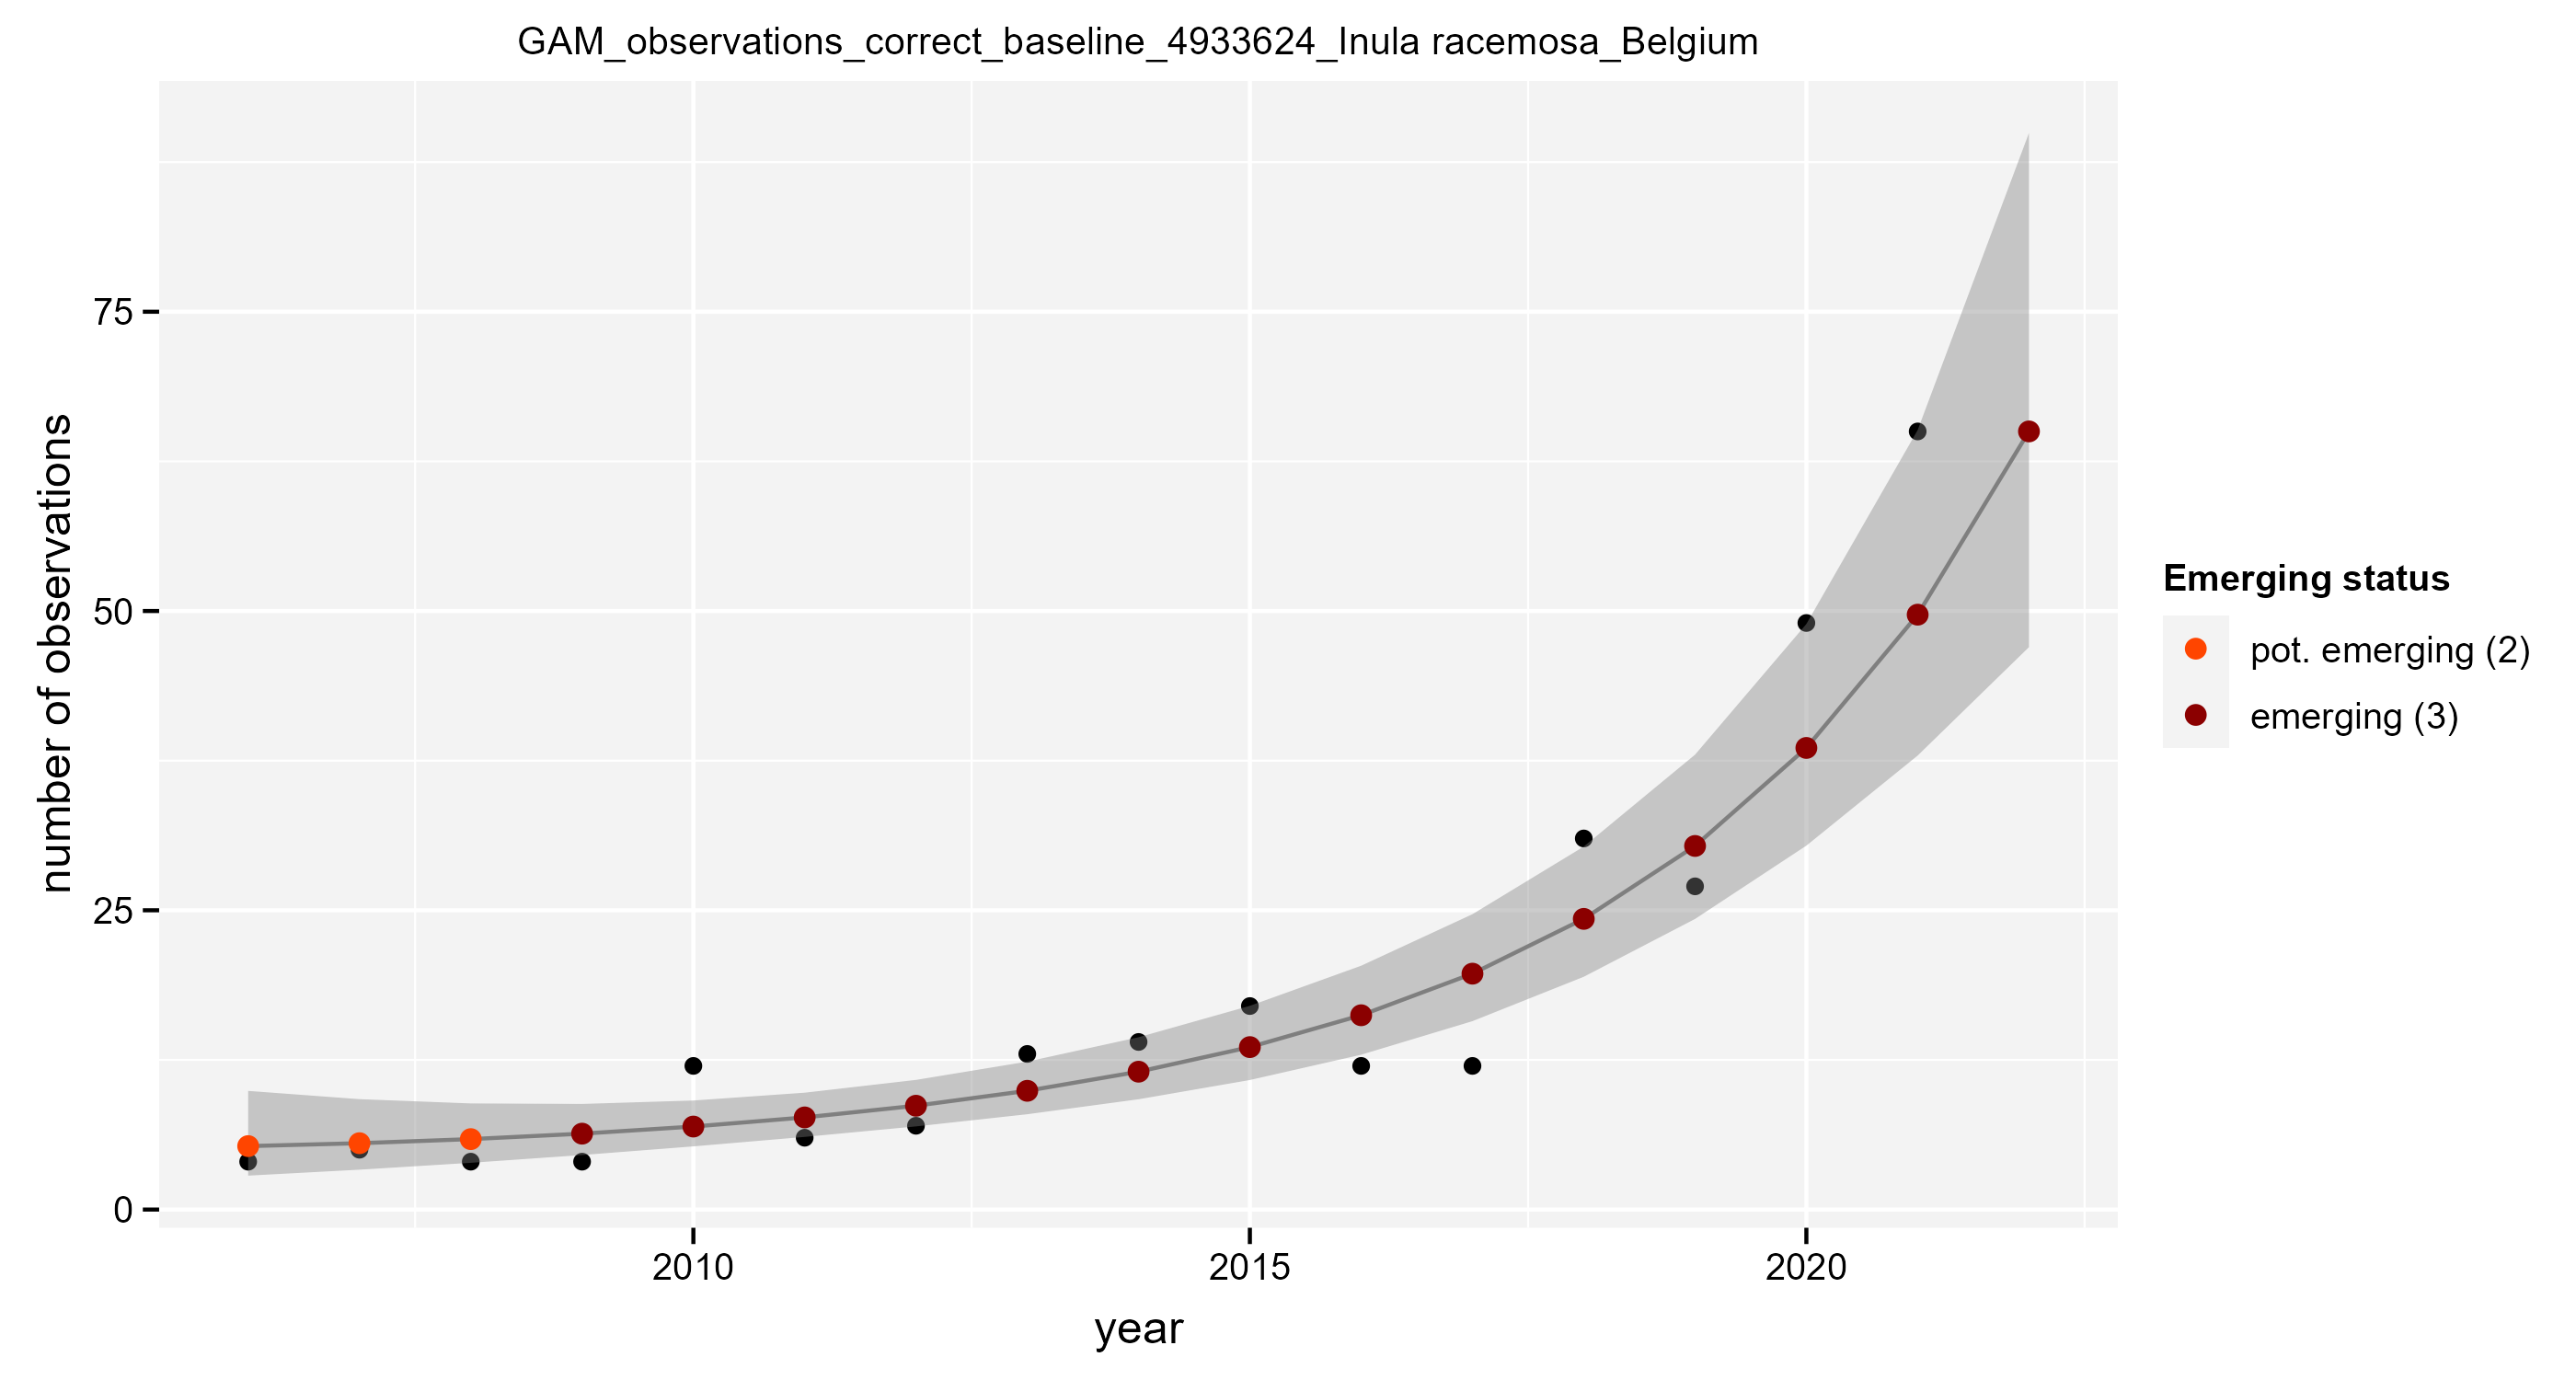 GAM_observations_correct_baseline_4933624_Inula racemosa_Belgium
number of observations
75
50
25
0
2010
2015
2020
year
Emerging status
pot. emerging (2)
emerging (3)